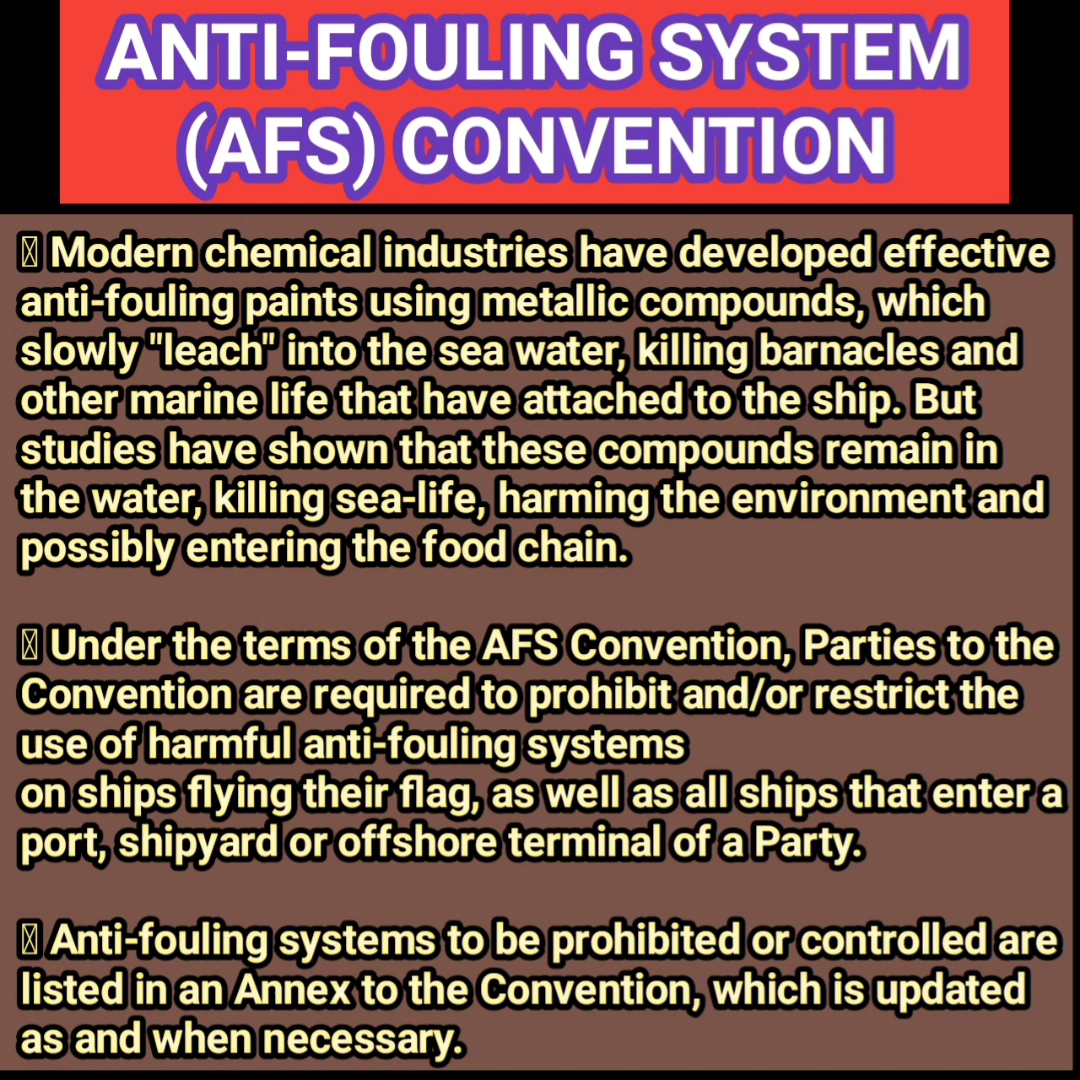 ANTI-FOULING SYSTEM
(AFS) CONVENTION
Modern chemical industries have developed effective
anti-fouling paints using metallic compounds, which
slowly "leach" into the sea water, killing barnacles and
other marine life that have attached to the ship. But
studies have shown that these compounds remain in
the water, killing sea-life, harming the environment and
possibly entering the food chain.
Under the terms of the AFS Convention, Parties to the
Convention are required to prohibit and/or restrict the
use of harmful anti-fouling systems
on ships flying their flag, as well as all ships that enter a
port, shipyard or offshore terminal of a Party.
Anti-fouling systems to be prohibited or controlled are
listed in an Annex to the Convention, which is updated
as and when necessary.